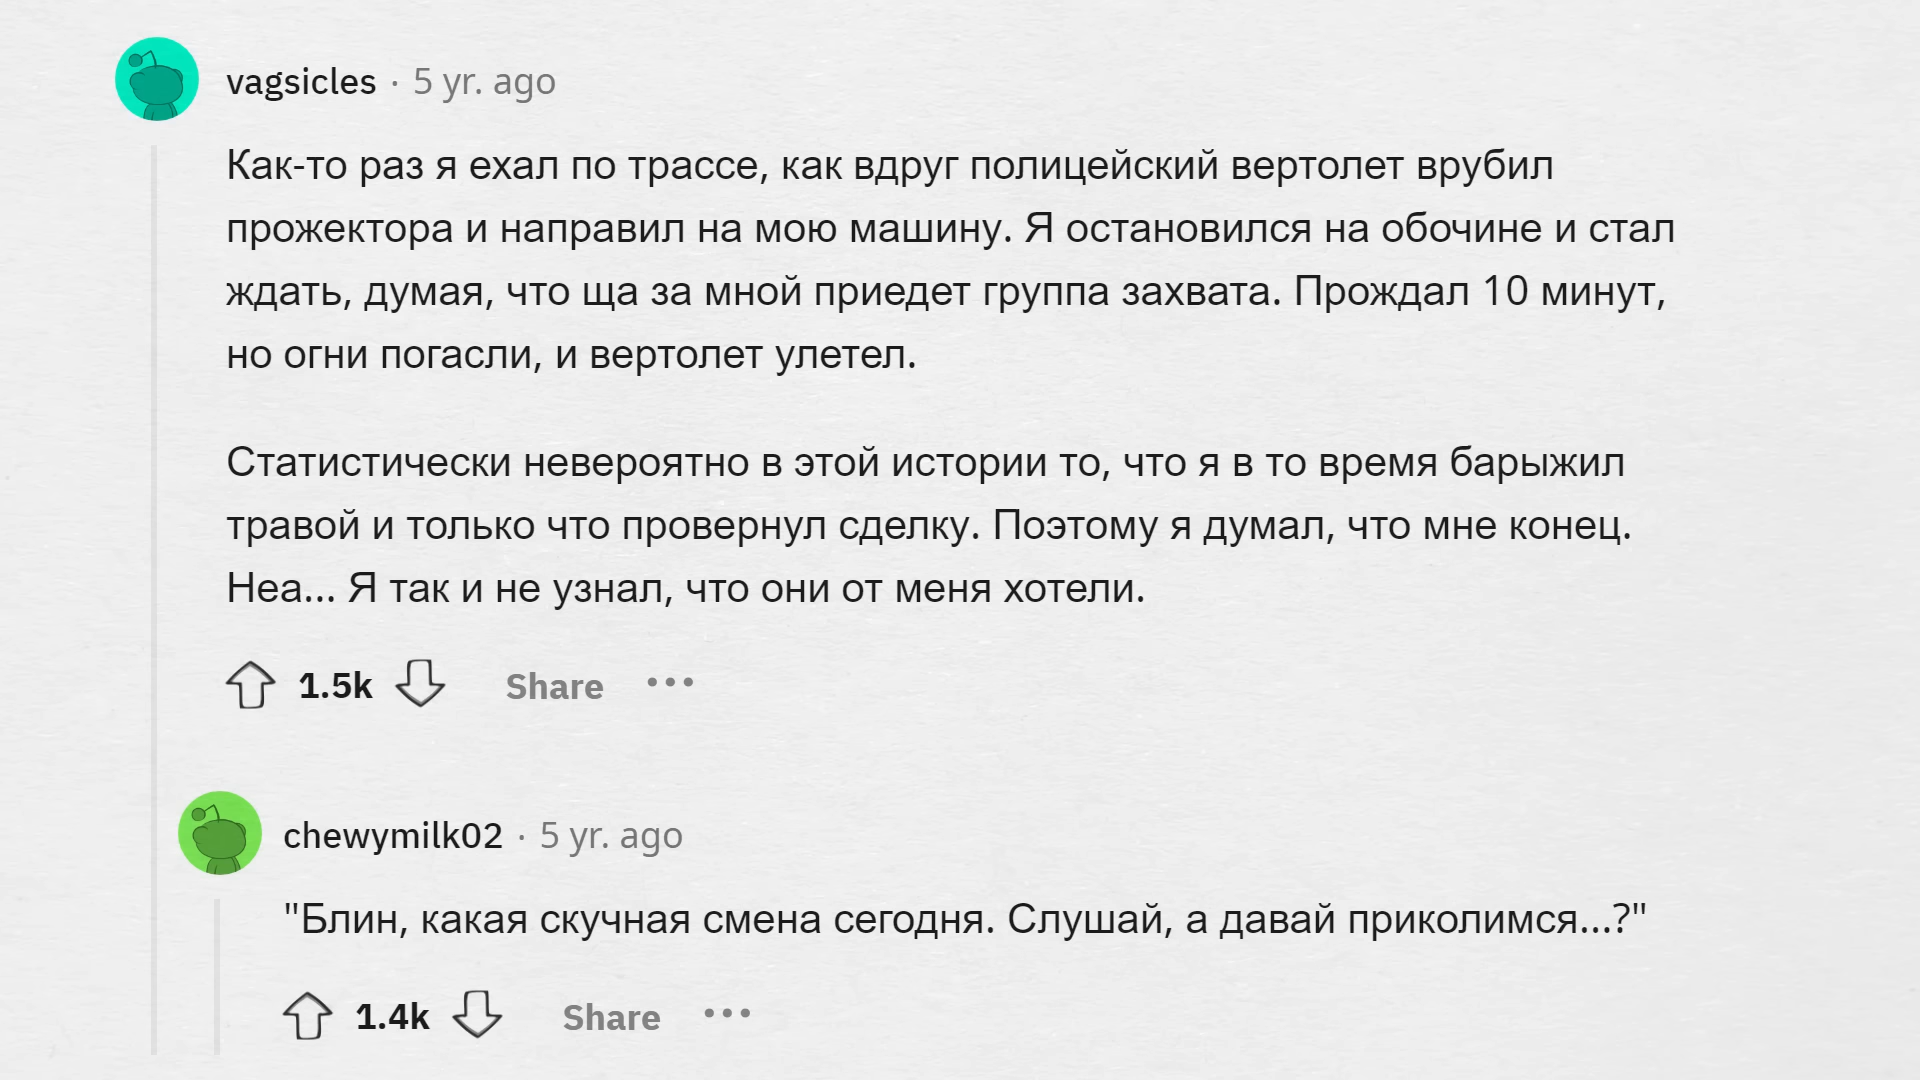 vagsicles · 5 yr. ago
Как-то раз я ехал по трассе, как вдруг полицейский вертолет врубил
прожектора и направил на мою машину. Я остановился на обочине и стал
ждать, думая, что ща за мной приедет группа захвата. Прождал 10 минут,
но огни погасли, и вертолет улетел.
Статистически невероятно в этой истории то, что я в то время барыжил
травой и только что провернул сделку. Поэтому я думал, что мне конец.
Неа... Я так и не узнал, что они от меня хотели.
1.5k Share ...
chewymilk02 · 5 yr. ago
"Блин, какая скучная смена сегодня. Слушай, а давай приколимся...?"
1.4k Share ...